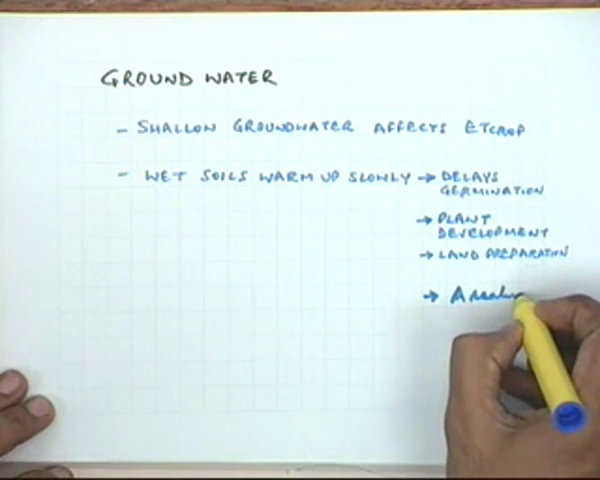 GROUND WATER
- SHALLOW GROUNDWATER AFFECTS ETCROP
- WET SOILS WARM UP SLOWLY → DELAYS
GERMINATION
→ PLANT
DEVELOPMENT
→ LAND PREPARATION
→ A